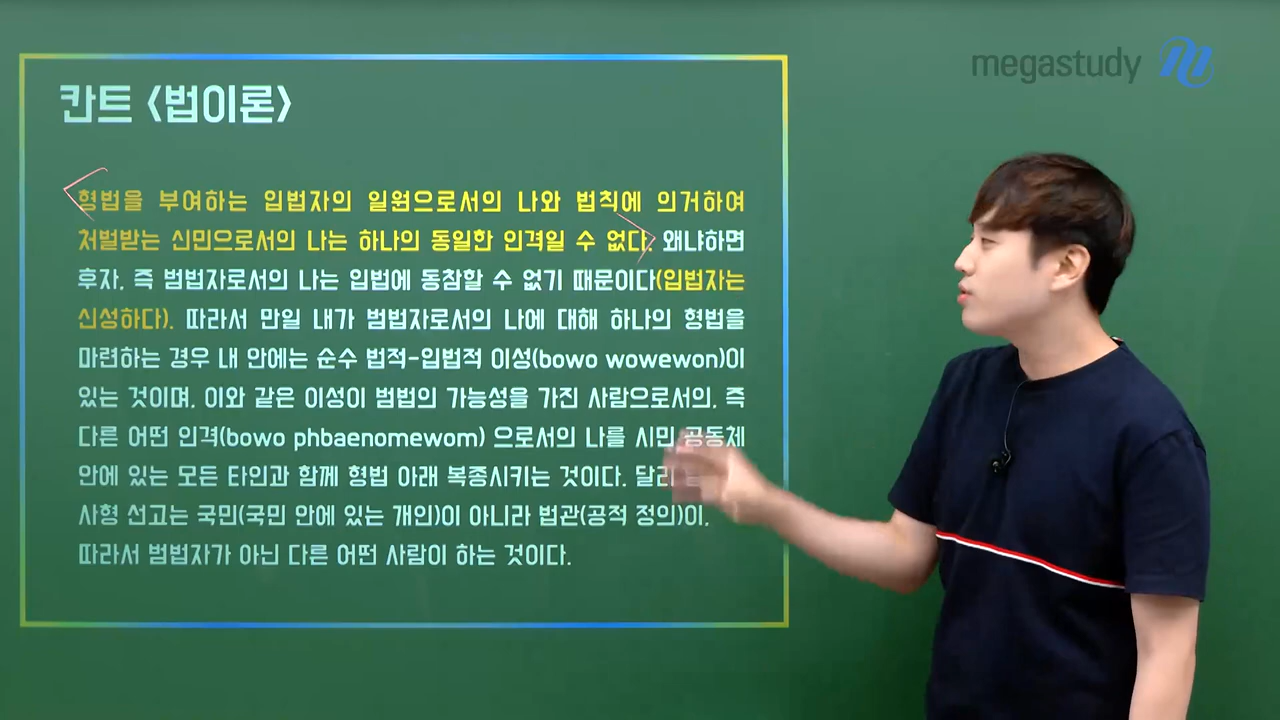 megastudy
칸트 〈법이론〉
형법을 부여하는 입법자의 일원으로서의 나와 법칙에 의거하여
처벌받는 신민으로서의 나는 하나의 동일한 인격일 수 없다. 왜냐하면
후자, 즉 범법자로서의 나는 입법에 동참할 수 없기 때문이다(입법자는
신성하다). 따라서 만일 내가 범법자로서의 나에 대해 하나의 형법을
마련하는 경우 내 안에는 순수 법적-입법적 이성(bowo wowewon)이
있는 것이며, 이와 같은 이성이 범법의 가능성을 가진 사람으로서의, 즉
다른 어떤 인격(bowo phbaenomewom) 으로서의 나를 시민 공동체
안에 있는 모든 타인과 함께 형법 아래 복종시키는 것이다.
사형 선고는 국민(국민 안에 있는 개인)이 아니라 법관(공적 정의)이,
따라서 범법자가 아닌 다른 어떤 사람이 하는 것이다.